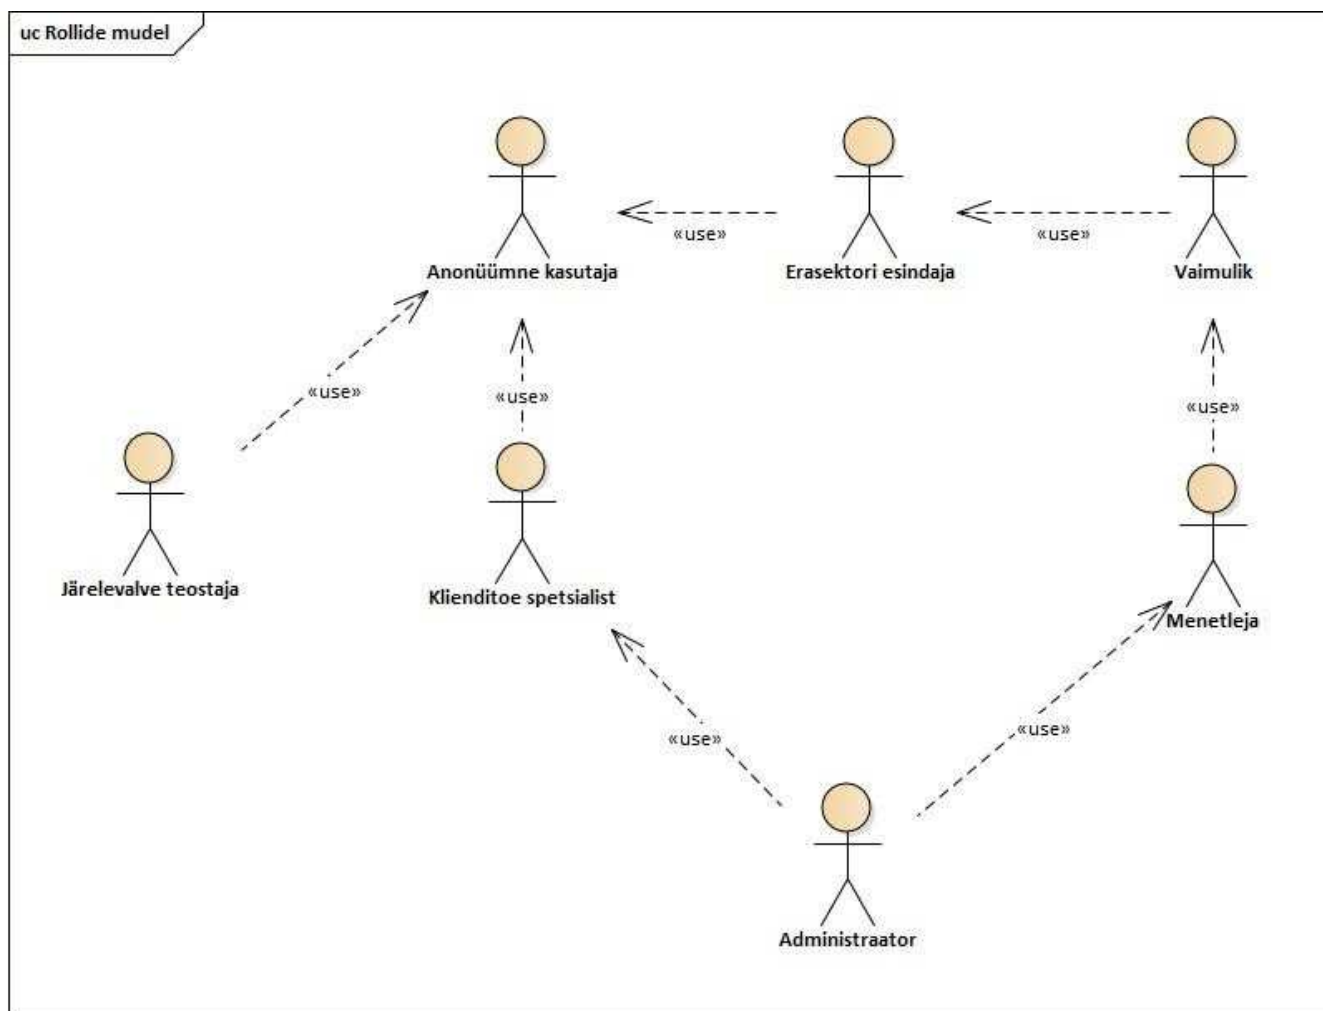 uc Rollide mudel
Anonüümne kasutaja
«use»
Erasektori esindaja
«use»
Vaimulik
«use»
«use»
«use»
Järelevalve teostaja
Klienditoe spetsialist
Menetleja
«use»
«use»
Administraator